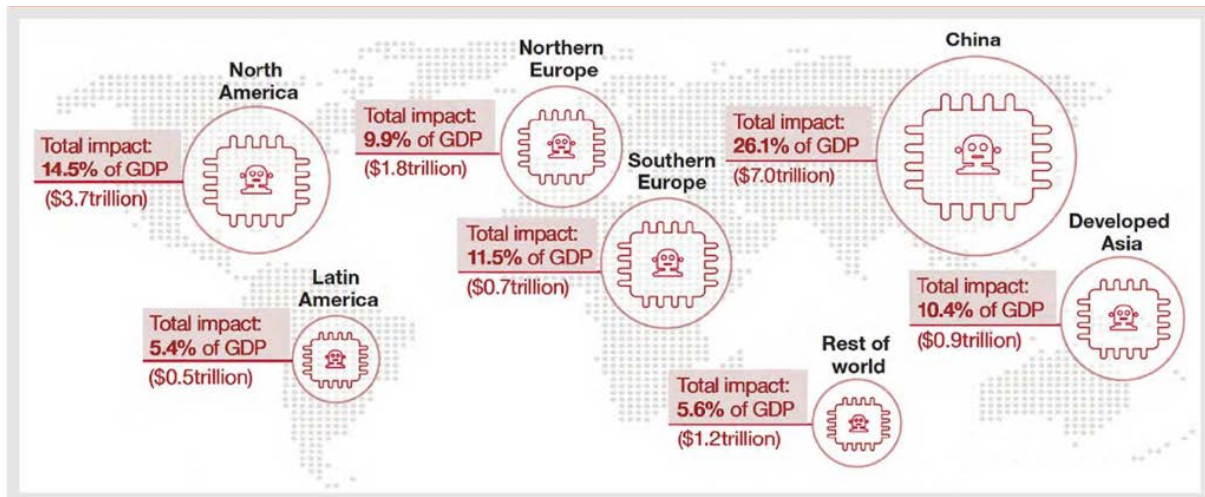 North
America
Total impact:
14.5% of GDP
($3.7trillion)
Northern
Europe
Total impact:
9.9% of GDP
($1.8trillion)
China
Total impact:
26.1% of GDP
($7.0trillion)
Southern
Europe
Total impact:
11.5% of GDP
($0.7trillion)
Developed
Asia
Total impact:
10.4% of GDP
($0.9trillion)
Latin
America
Total impact:
5.4% of GDP
($0.5trillion)
Rest of
world
Total impact:
5.6% of GDP
($1.2trillion)